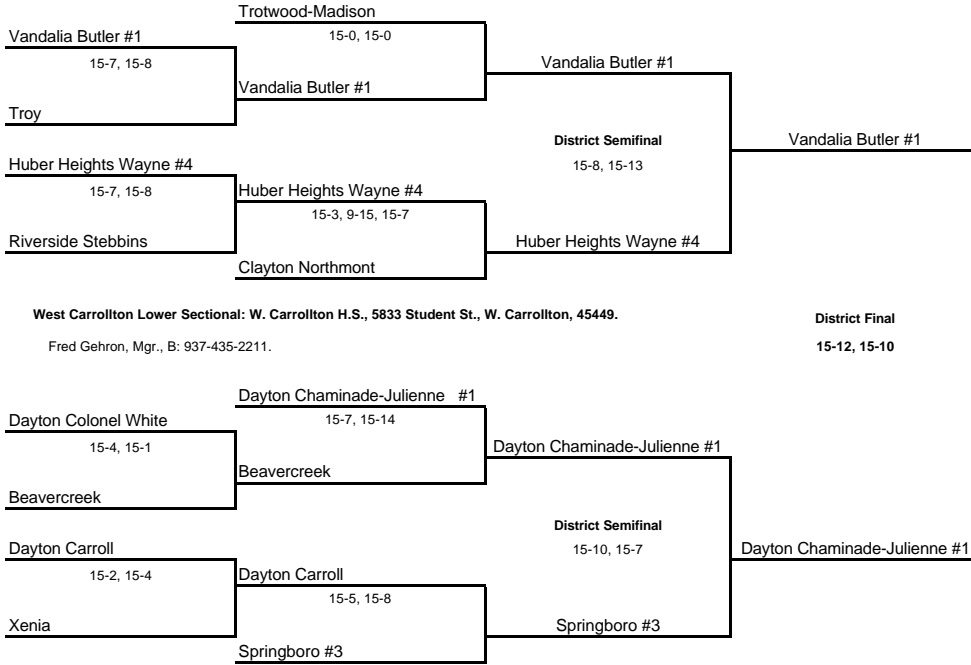 Trotwood-Madison
Vandalia Butler #1
15-0, 15-0
15-7, 15-8
Vandalia Butler #1
Vandalia Butler #1
Troy
District Semifinal
Vandalia Butler #1
Huber Heights Wayne #4
15-8, 15-13
15-7, 15-8
Huber Heights Wayne #4
15-3, 9-15, 15-7
Riverside Stebbins
Huber Heights Wayne #4
Clayton Northmont
West Carrollton Lower Sectional: W. Carrollton H.S., 5833 Student St., W. Carrollton, 45449.
District Final
Fred Gehron, Mgr., B: 937-435-2211.
15-12, 15-10
Dayton Chaminade-Julienne #1
Dayton Colonel White
15-7, 15-14
15-4, 15-1
Dayton Chaminade-Julienne #1
Beavercreek
Beavercreek
District Semifinal
Dayton Carroll
15-10, 15-7
Dayton Chaminade-Julienne #1
15-2, 15-4
Dayton Carroll
15-5, 15-8
Xenia
Springboro #3
Springboro #3